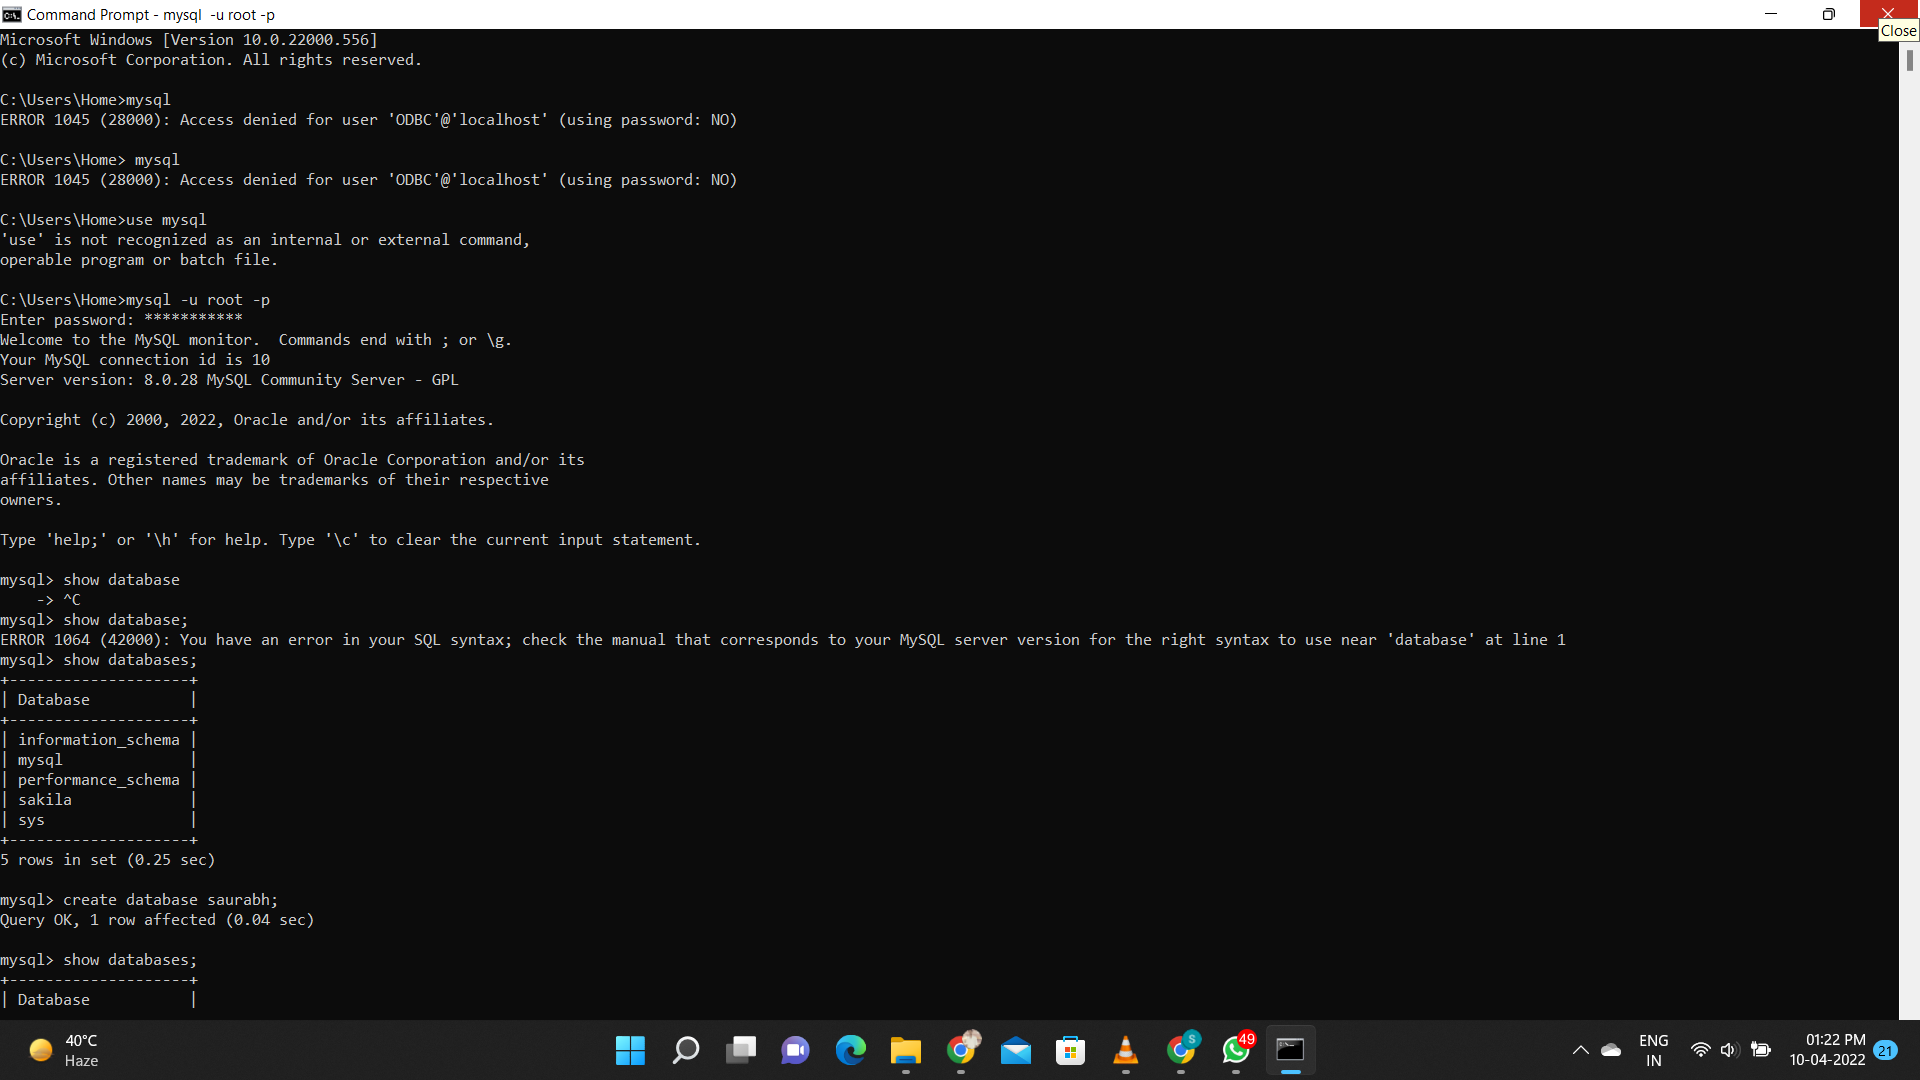 Command Prompt - mysql  -u root -p
Close
Microsoft Windows [Version 10.0.22000.556]
(c) Microsoft Corporation. All rights reserved.

C:\Users\Home>mysql
ERROR 1045 (28000): Access denied for user 'ODBC'@'localhost' (using password: NO)

C:\Users\Home> mysql
ERROR 1045 (28000): Access denied for user 'ODBC'@'localhost' (using password: NO)

C:\Users\Home>use mysql
'use' is not recognized as an internal or external command,
operable program or batch file.

C:\Users\Home>mysql -u root -p
Enter password: ***********
Welcome to the MySQL monitor.  Commands end with ; or \g.
Your MySQL connection id is 10
Server version: 8.0.28 MySQL Community Server - GPL

Copyright (c) 2000, 2022, Oracle and/or its affiliates.

Oracle is a registered trademark of Oracle Corporation and/or its
affiliates. Other names may be trademarks of their respective
owners.

Type 'help;' or '\h' for help. Type '\c' to clear the current input statement.

mysql> show database
    -> ^C
mysql> show database;
ERROR 1064 (42000): You have an error in your SQL syntax; check the manual that corresponds to your MySQL server version for the right syntax to use near 'database' at line 1
mysql> show databases;
+--------------------+
| Database           |
+--------------------+
| information_schema |
| mysql              |
| performance_schema |
| sakila             |
| sys                |
+--------------------+
5 rows in set (0.25 sec)

mysql> create database saurabh;
Query OK, 1 row affected (0.04 sec)

mysql> show databases;
+--------------------+
| Database           |
40°C
Haze
S
49
ENG
IN
01:22 PM
10-04-2022
21